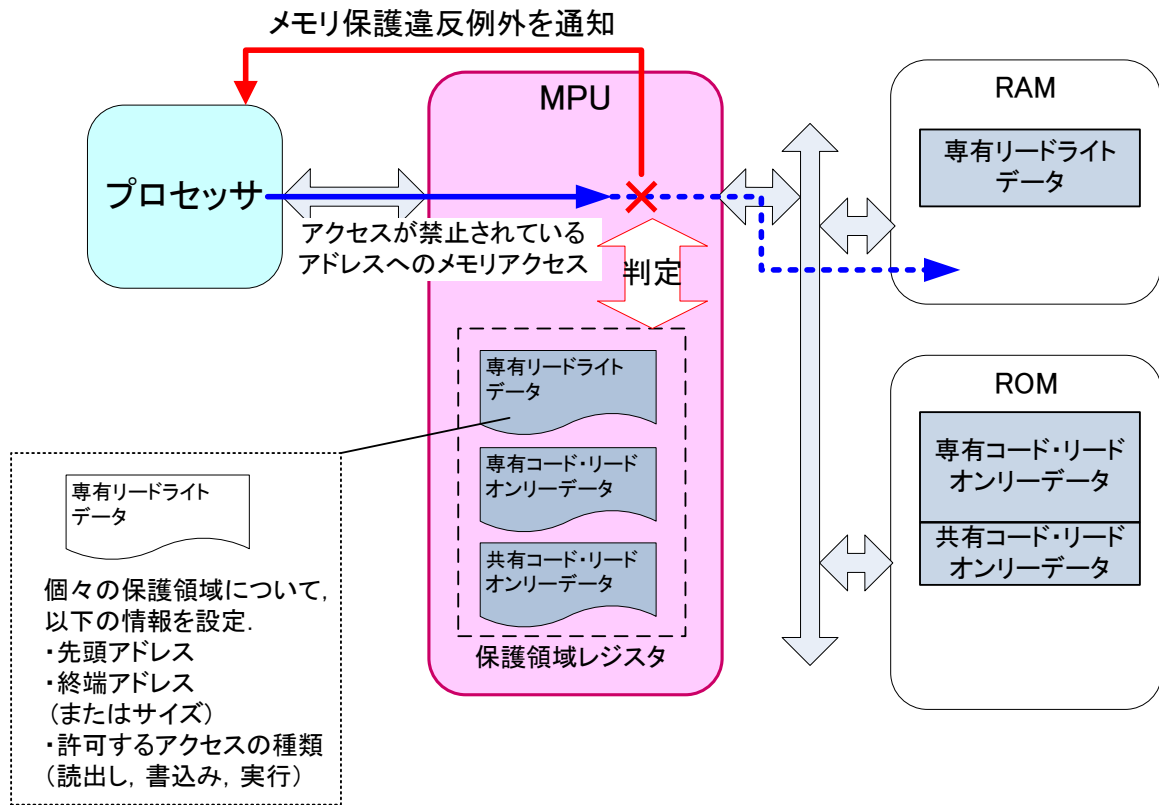 メモリ保護違反例外を通知
MPU
RAM
専有リードライト
データ
プロセッサ
アクセスが禁止されている
アドレスへのメモリアクセス
判定
専有リードライト
データ
専有コード・リード
オンリーデータ
共有コード・リード
オンリーデータ
保護領域レジスタ
ROM
専有コード・リード
オンリーデータ
共有コード・リード
オンリーデータ
専有リードライト
データ
個々の保護領域について,
以下の情報を設定.
・先頭アドレス
・終端アドレス
(またはサイズ)
・許可するアクセスの種類
(読出し, 書込み, 実行)